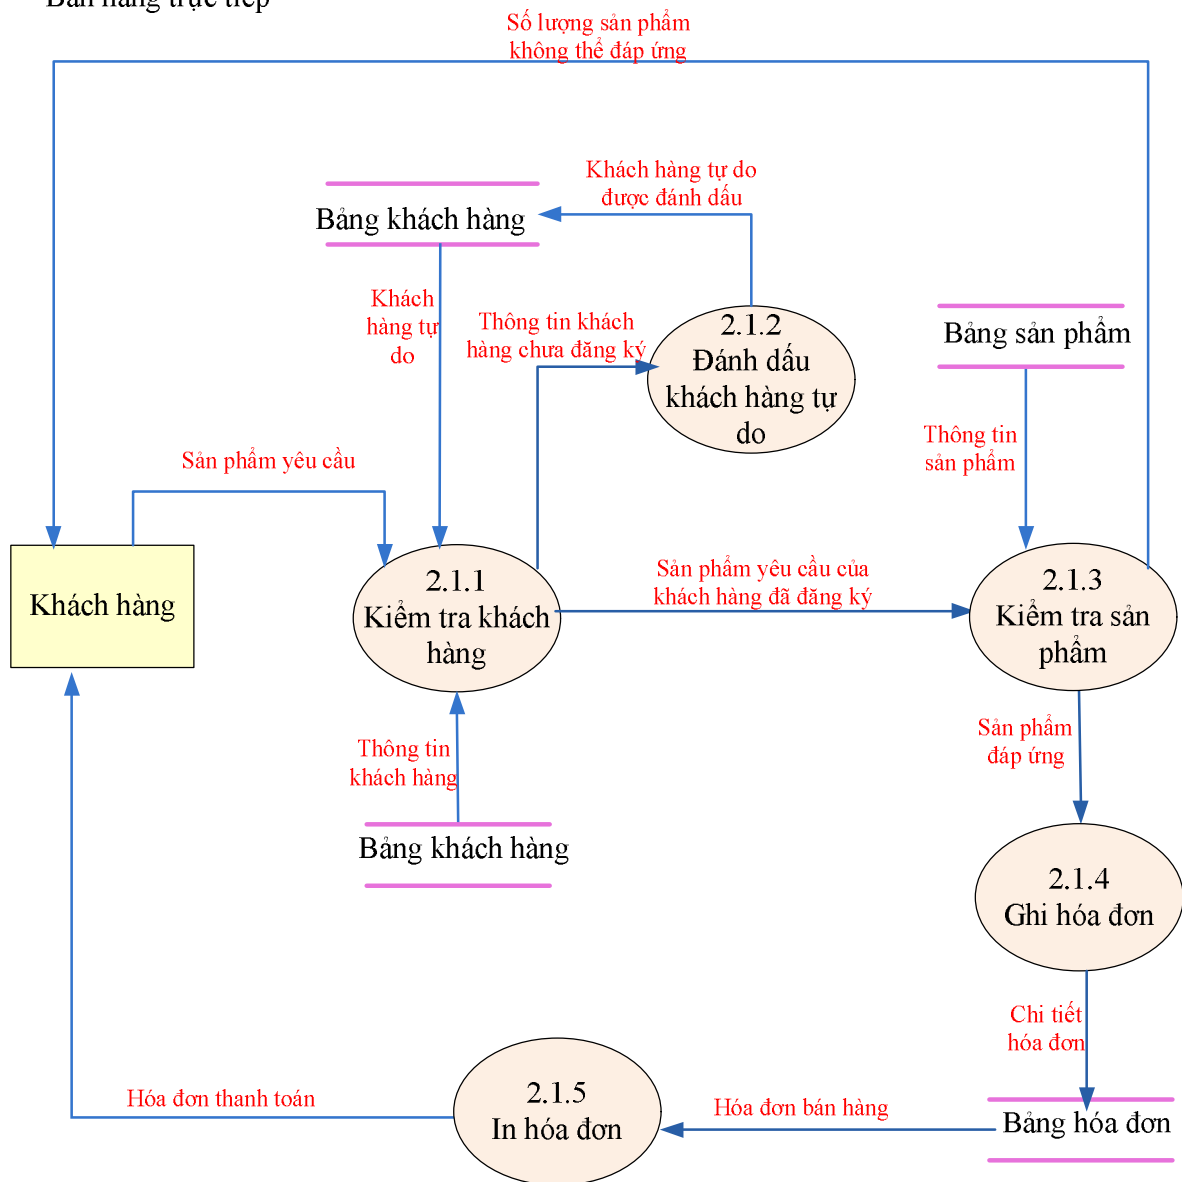 Bán hàng trực tiếp
Số lượng sản phẩm
không thể đáp ứng
Khách hàng tự do
được đánh dấu
Bảng khách hàng
Khách
hàng tự
do
Thông tin khách
hàng chưa đăng ký
2.1.2
Đánh dấu
khách hàng tự
do
Bảng sản phẩm
Thông tin
sản phẩm
Sản phẩm yêu cầu
Khách hàng
2.1.1
Kiểm tra khách
hàng
Sản phẩm yêu cầu của
khách hàng đã đăng ký
2.1.3
Kiểm tra sản
phẩm
Thông tin
khách hàng
Bảng khách hàng
Sản phẩm
đáp ứng
2.1.4
Ghi hóa đơn
Chi tiết
hóa đơn
Bảng hóa đơn
Hóa đơn bán hàng
2.1.5
In hóa đơn
Hóa đơn thanh toán